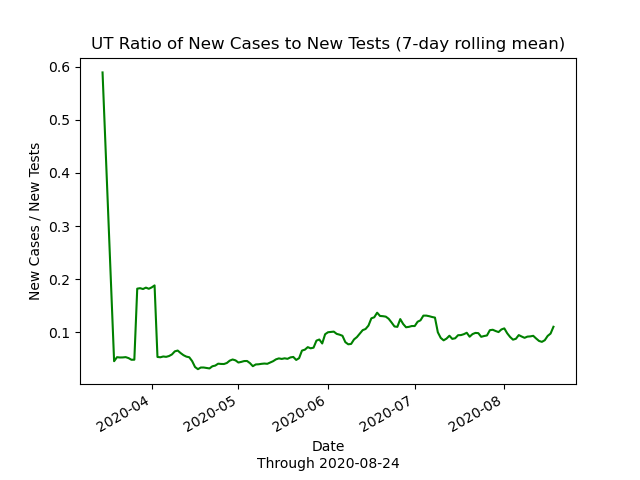 UT Ratio of New Cases to New Tests (7-day rolling mean)
New Cases / New Tests
0.6
0.5
0.4
0.3
0.2
0.1
2020-04
2020-05
2020-06
2020-07
2020-08
Date
Through 2020-08-24